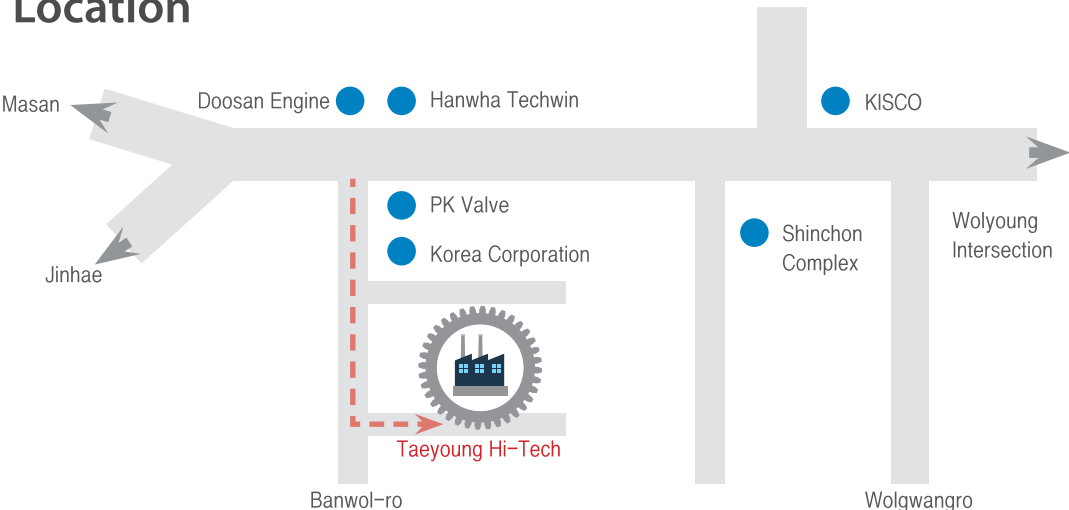 Location
Masan
Doosan Engine
Hanwha Techwin
KISCO
PK Valve
Korea Corporation
Shinchon
Complex
Wolyoung
Intersection
Jinhae
Taeyoung Hi-Tech
Banwol-ro
Wolgwangro